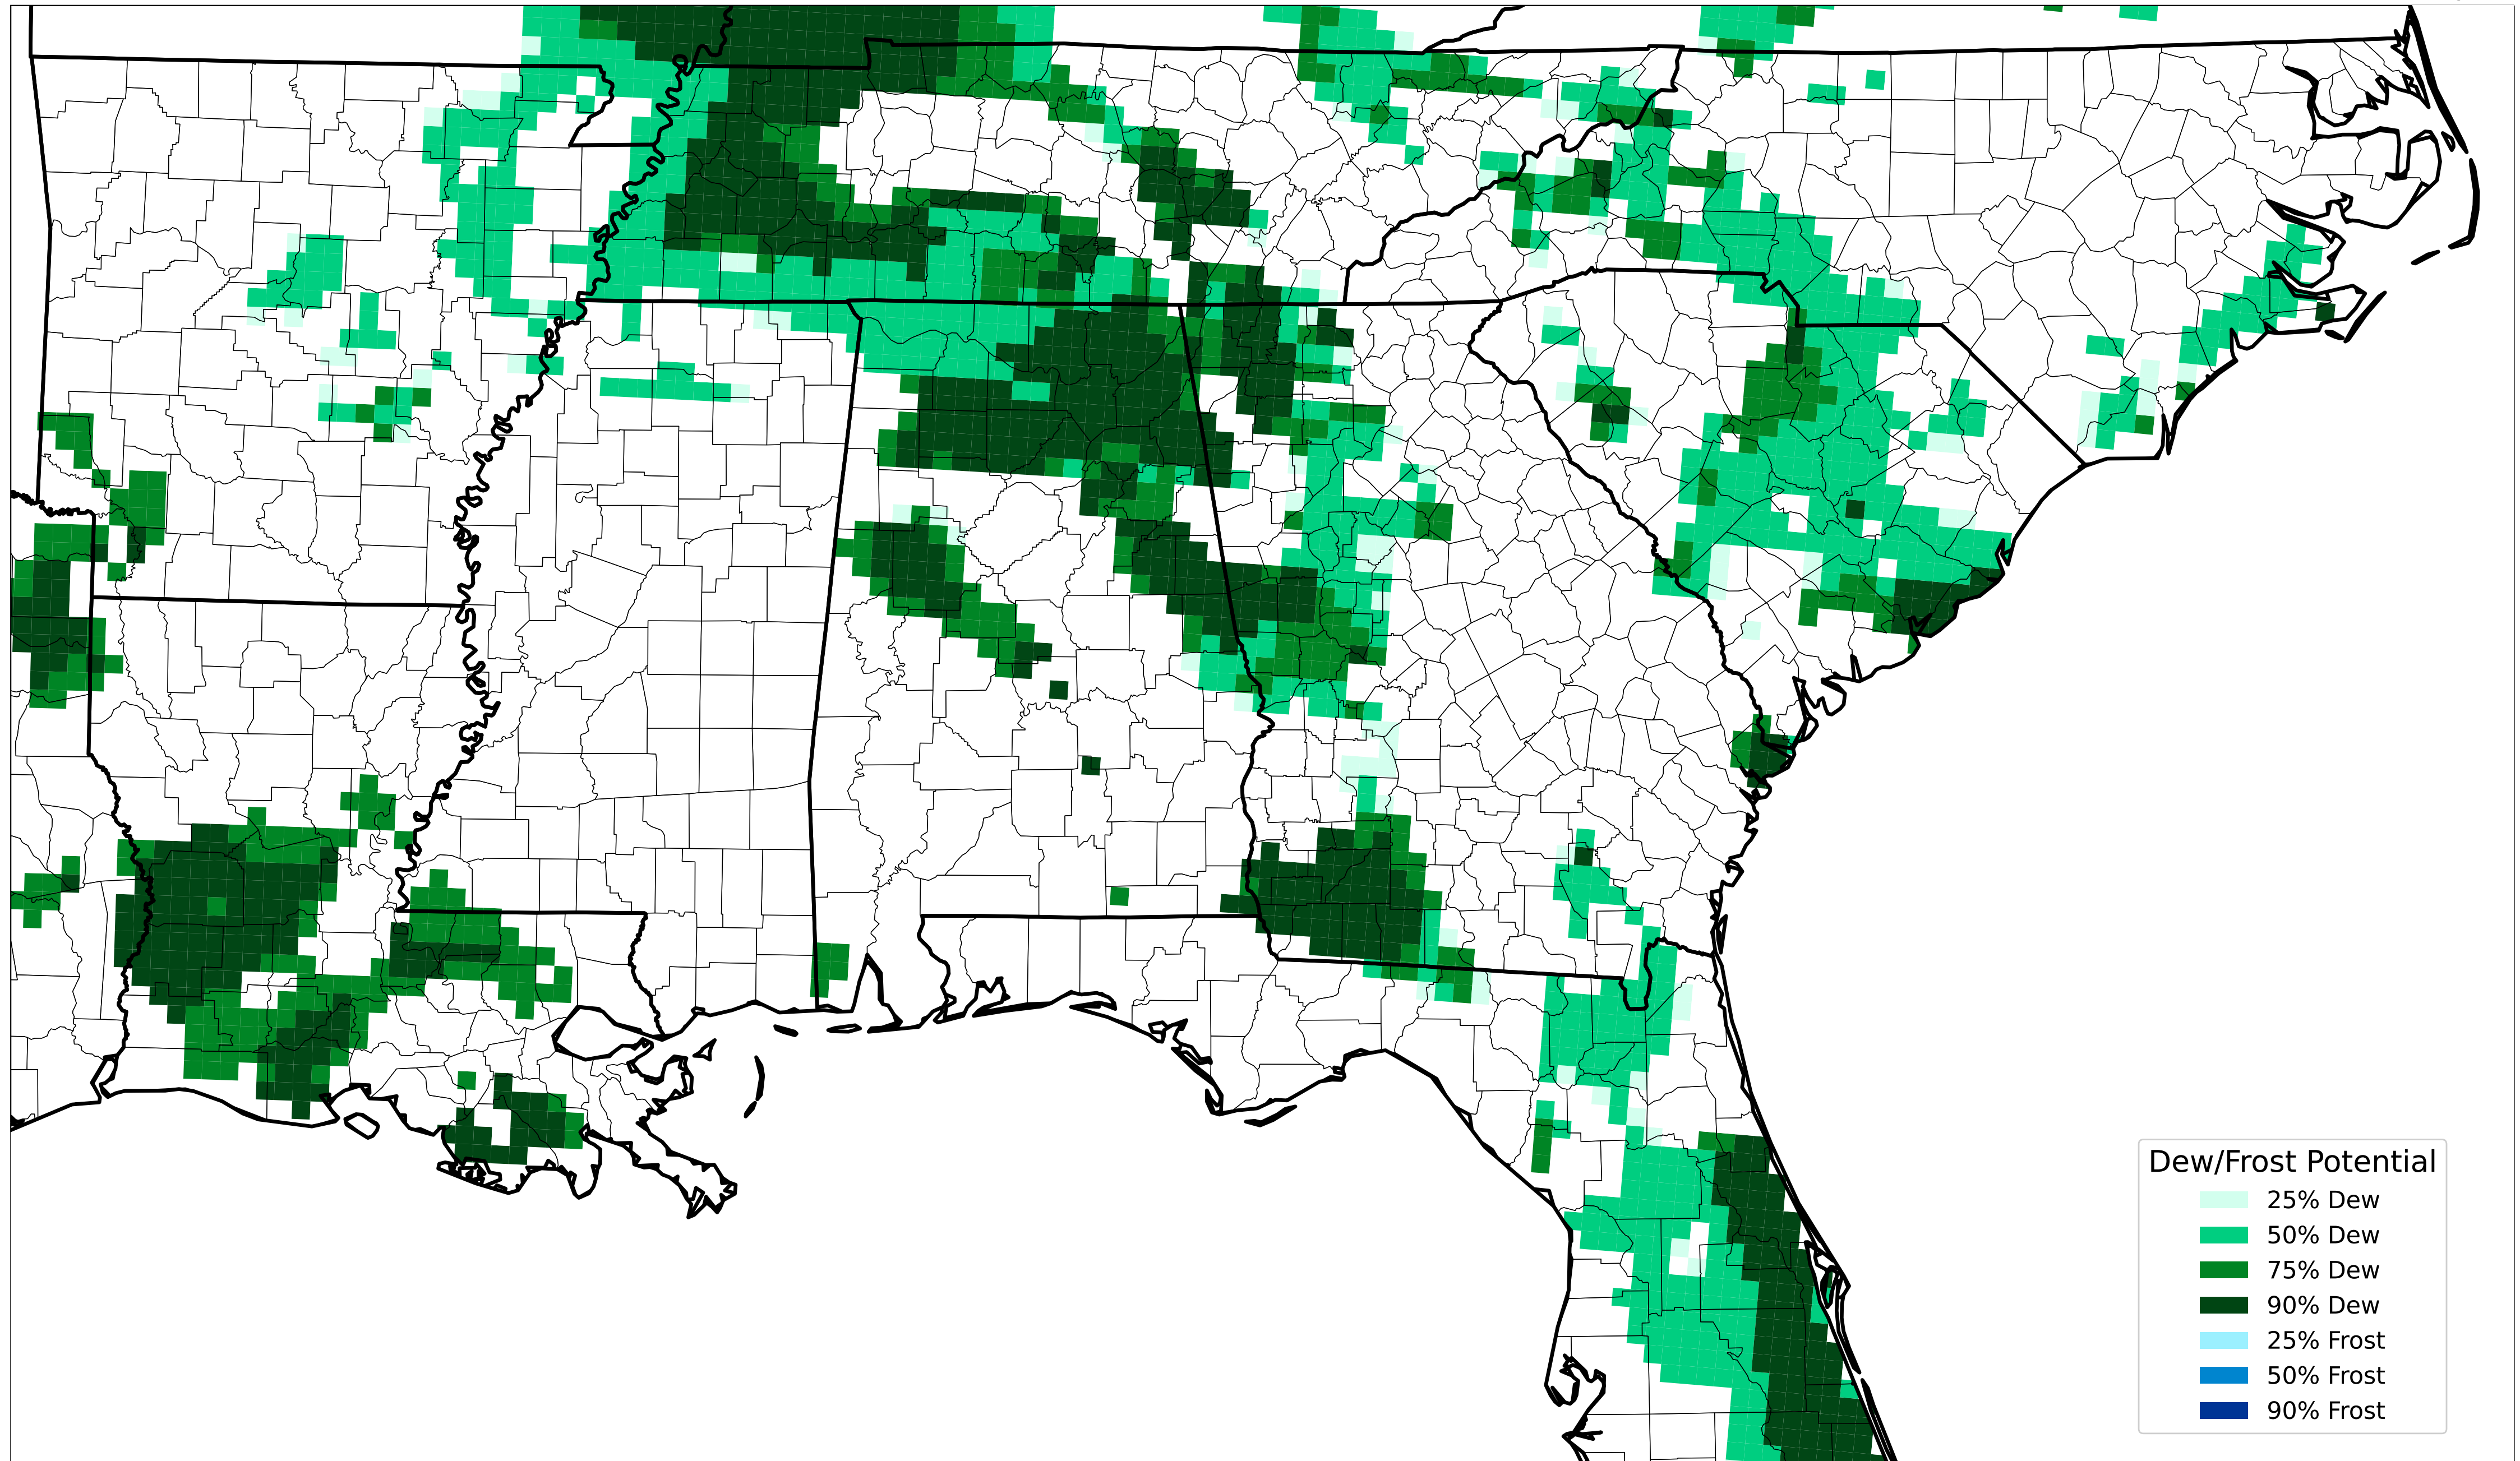 Dew/Frost Potential
25% Dew
50% Dew
75% Dew
90% Dew
25% Frost
50% Frost
90% Frost